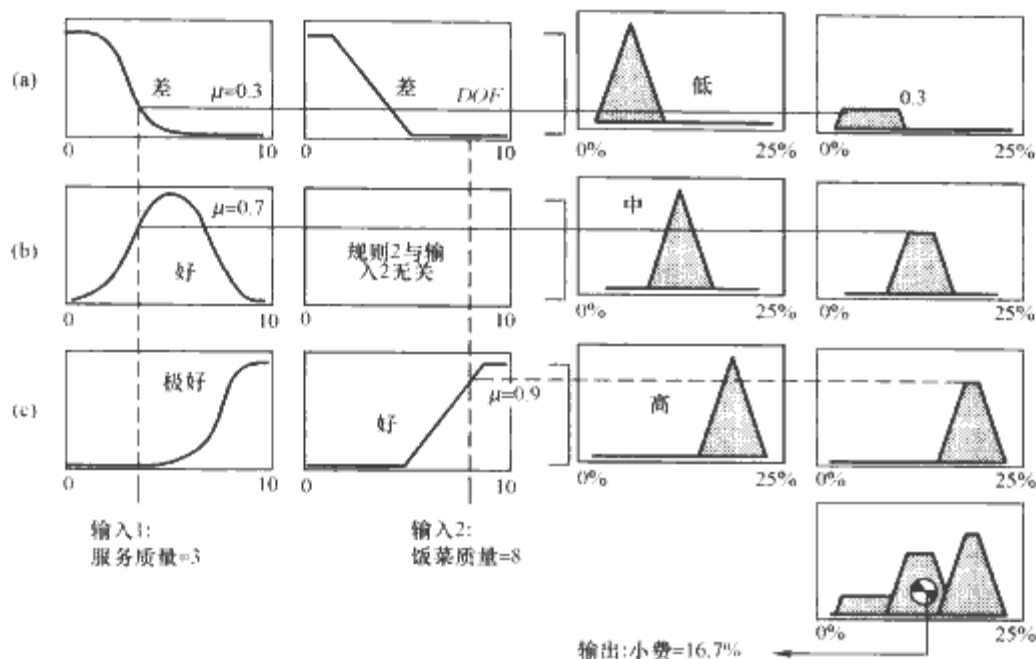 (a)
差
μ=0.3
差
DOF
低
0.3
0
10
0
10
0%
25%
0%
25%
(b)
μ=0.7
好
规则2与输
入2无关
中
0
10
0
10
0%
25%
0%
25%
(c)
极好
好
μ=0.9
高
0
10
0
10
0%
25%
0%
25%
输入1:
服务质量=3
输入2:
饭菜质量=8
0%
25%
输出:小费=16.7%